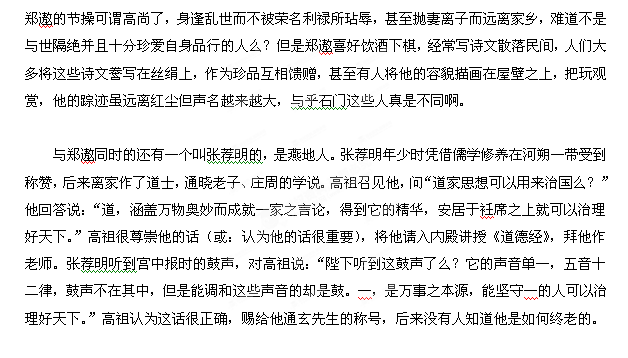 郑遨的节操可谓高尚了，身逢乱世而不被荣名利禄所玷辱，甚至抛妻离子而远离家乡，难道不是
与世隔绝并且十分珍爱自身品行的人么？但是郑遨喜好饮酒下棋，经常写诗文散落民间，人们大
多将这些诗文誊写在丝绢上，作为珍品互相馈赠，甚至有人将他的容貌描画在屋壁之上，把玩观
赏，他的踪迹虽远离红尘但声名越来越大，与乎石门这些人真是不同啊。
与郑遨同时的还有一个叫张荐明的，是燕地人。张荐明年少时凭借儒学修养在河朔一带受到
称赞，后来离家作了道士，通晓老子、庄周的学说。高祖召见他，问“道家思想可以用来治国么？”
他回答说：“道，涵盖万物奥妙而成就一家之言论，得到它的精华，安居于衽席之上就可以治理
好天下。”高祖很尊崇他的话（或：认为他的话很重要），将他请入内殿讲授《道德经》，拜他作
老师。张荐明听到宫中报时的鼓声，对高祖说：“陛下听到这鼓声了么？它的声音单一，五音十
二律，鼓声不在其中，但是能调和这些声音的却是鼓。一，是万事之本源，能坚守一的人可以治
理好天下。”高祖认为这话很正确，赐给他通玄先生的称号，后来没有人知道他是如何终老的。